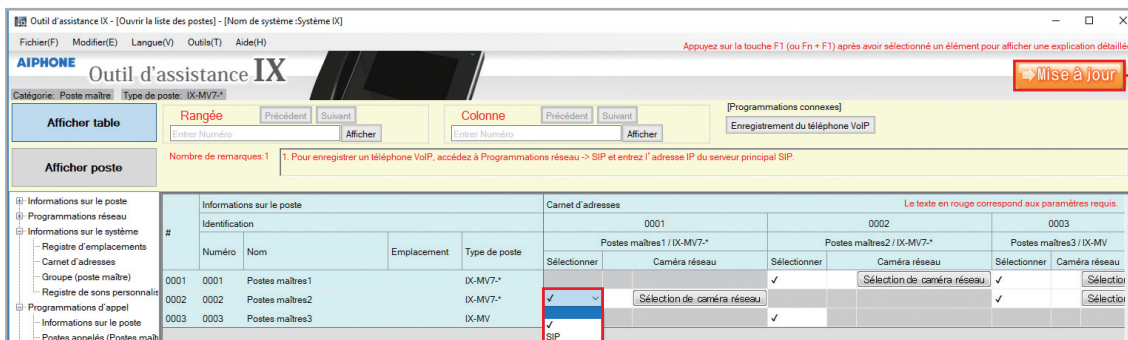 Outil d'assistance IX - [Ouvrir la liste des postes] - [Nom de système :Système IX]
Fichier(F) Modifier(E) Langue(V) Outils(T) Aide(H)
Appuyez sur la touche F1 (ou Fn + F1) après avoir sélectionné un élément pour afficher une explication détaillée
AIPHONE
Outil d'assistance IX
Mise à jour
Catégorie: Poste maître Type de poste: IX-MV7-*
Afficher table
Rangée Précédent Suivant
Entrer Numéro Afficher
Colonne Précédent Suivant
Entrer Numéro Afficher
[Programmations connexes]
Enregistrement du téléphone VoIP
Afficher poste
Nombre de remarques:1
1. Pour enregistrer un téléphone VoIP, accédez à Programmations réseau -> SIP et entrez l'adresse IP du serveur principal SIP.
Informations sur le poste
Programmations réseau
Informations sur le système
Registre d'emplacements
Carnet d'adresses
Groupe (poste maître)
Registre de sons personnalis
Programmations d'appel
Informations sur le poste
Postes appelés (Postes maît
# Informations sur le poste Carnet d'adresses Le texte en rouge correspond aux paramètres requis.
Identification 0001 0002 0003
Numéro Nom Emplacement Type de poste Postes maîtres1 / IX-MV7-* Postes maîtres2 / IX-MV7-* Postes maîtres3 / IX-MV
Sélectionner Caméra réseau Sélectionner Caméra réseau Sélectionner Caméra réseau
0001 0001 Postes maîtres1 IX-MV7-* ✓ Sélection de caméra réseau ✓ Sélection
0002 0002 Postes maîtres2 IX-MV7-* ✓ Sélection de caméra réseau ✓ Sélection
0003 0003 Postes maîtres3 IX-MV ✓
✓
SIP